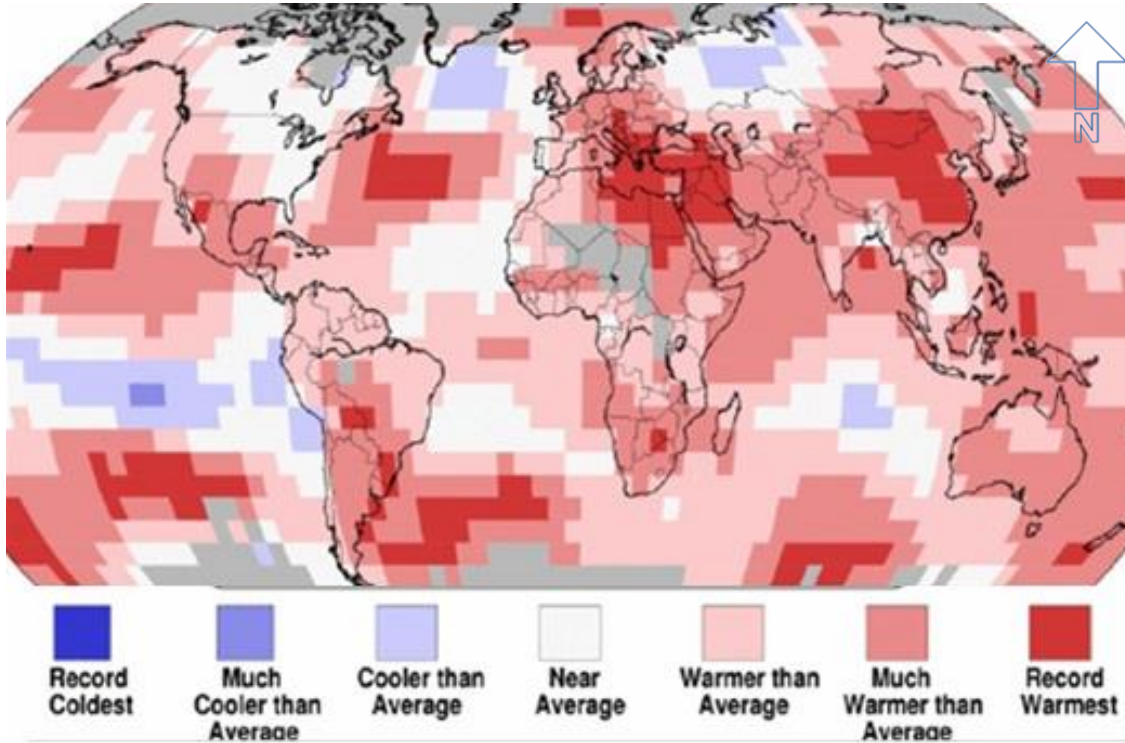 N
Record
Coldest
Much
Cooler than
Average
Cooler than
Average
Near
Average
Warmer than
Average
Much
Warmer than
Average
Record
Warmest